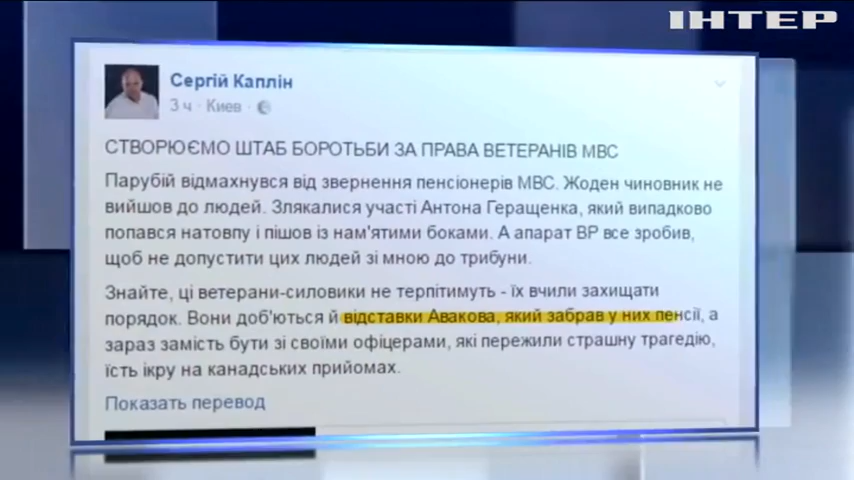 ІНТЕР
Сергій Каплін
3 ч · Киев ·
СТВОРЮЄМО ШТАБ БОРОТЬБИ ЗА ПРАВА ВЕТЕРАНІВ МВС
Парубій відмахнувся від звернення пенсіонерів МВС. Жоден чиновник не
вийшов до людей. Злякалися участі Антона Геращенка, який випадково
попався натовпу і пішов із нам'ятими боками. А апарат ВР все зробив,
щоб не допустити цих людей зі мною до трибуни.
Знайте, ці ветерани-силовики не терпітимуть - їх вчили захищати
порядок. Вони доб'ються й відставки Авакова, який забрав у них пенсії, а
зараз замість бути зі своїми офіцерами, які пережили страшну трагедію,
їсть ікру на канадських прийомах.
Показать перевод